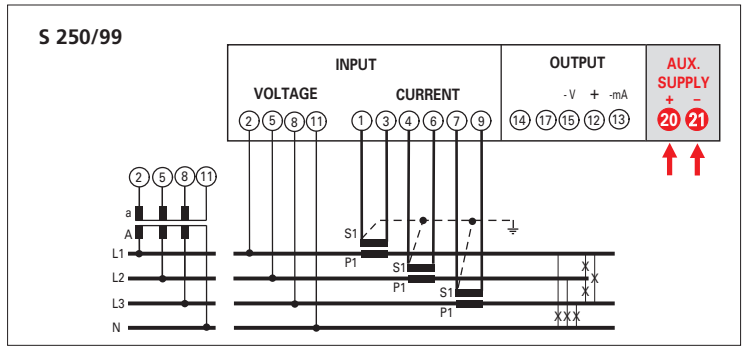 S 250/99
INPUT
OUTPUT
AUX.
SUPPLY
VOLTAGE
CURRENT
- V + -mA
+ −
2 5 8 11 1 3 4 6 7 9 14 17 15 12 13 20 21
2 5 8 11
a
A
S1
L1
P1
S1
L2
P1
S1
L3
P1
N
X
X
X
X X X